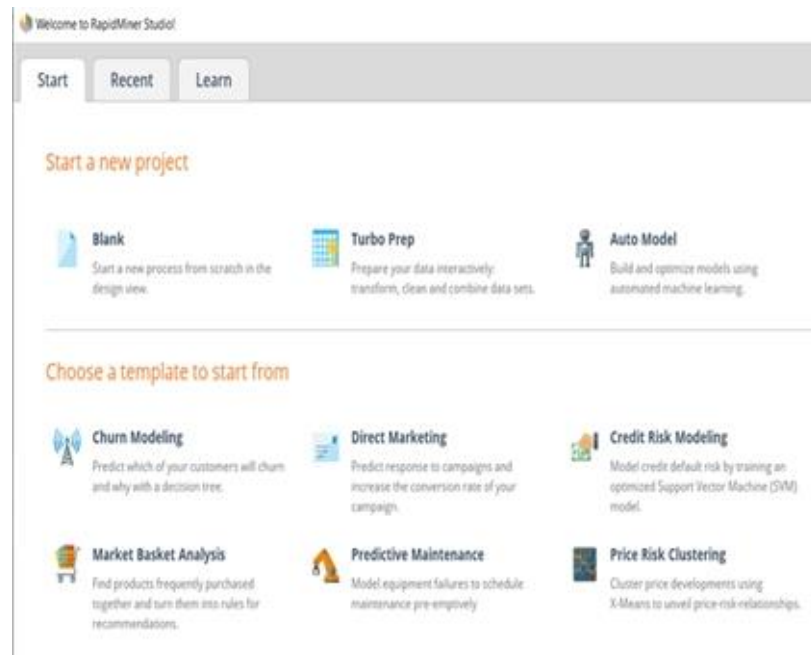 Welcome to RapidMiner Studio!
Start Recent Learn
Start a new project
Blank
Start a new process from scratch in the
design view.
Turbo Prep
Prepare your data interactively:
transform, clean and combine data sets.
Auto Model
Build and optimize models using
automated machine learning.
Choose a template to start from
Churn Modeling
Predict which of your customers will churn
and why with a decision tree.
Direct Marketing
Predict response to campaigns and
increase the conversion rate of your
campaign.
Credit Risk Modeling
Model credit default risk by training an
optimized Support Vector Machine (SVM)
model.
Market Basket Analysis
Find products frequently purchased
together and turn them into rules for
recommendations.
Predictive Maintenance
Model equipment failures to schedule
maintenance pre-emptively
Price Risk Clustering
Cluster price developments using
X-Means to unveil price-risk-relationships.